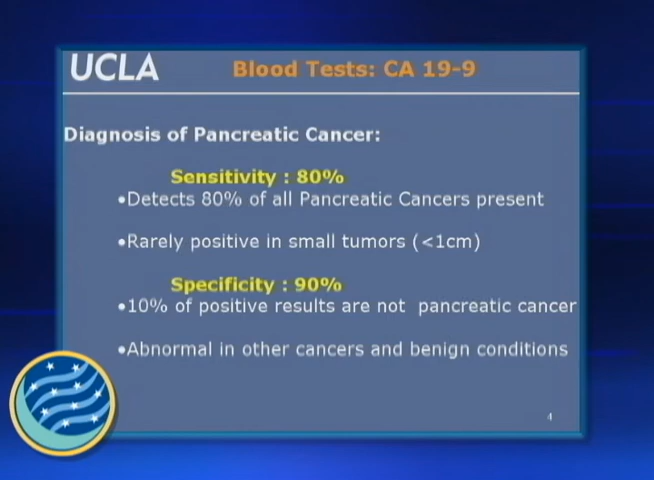 UCLA
Blood Tests: CA 19-9
Diagnosis of Pancreatic Cancer:
Sensitivity : 80%
•Detects 80% of all Pancreatic Cancers present
•Rarely positive in small tumors (<1cm)
Specificity : 90%
•10% of positive results are not pancreatic cancer
•Abnormal in other cancers and benign conditions
4